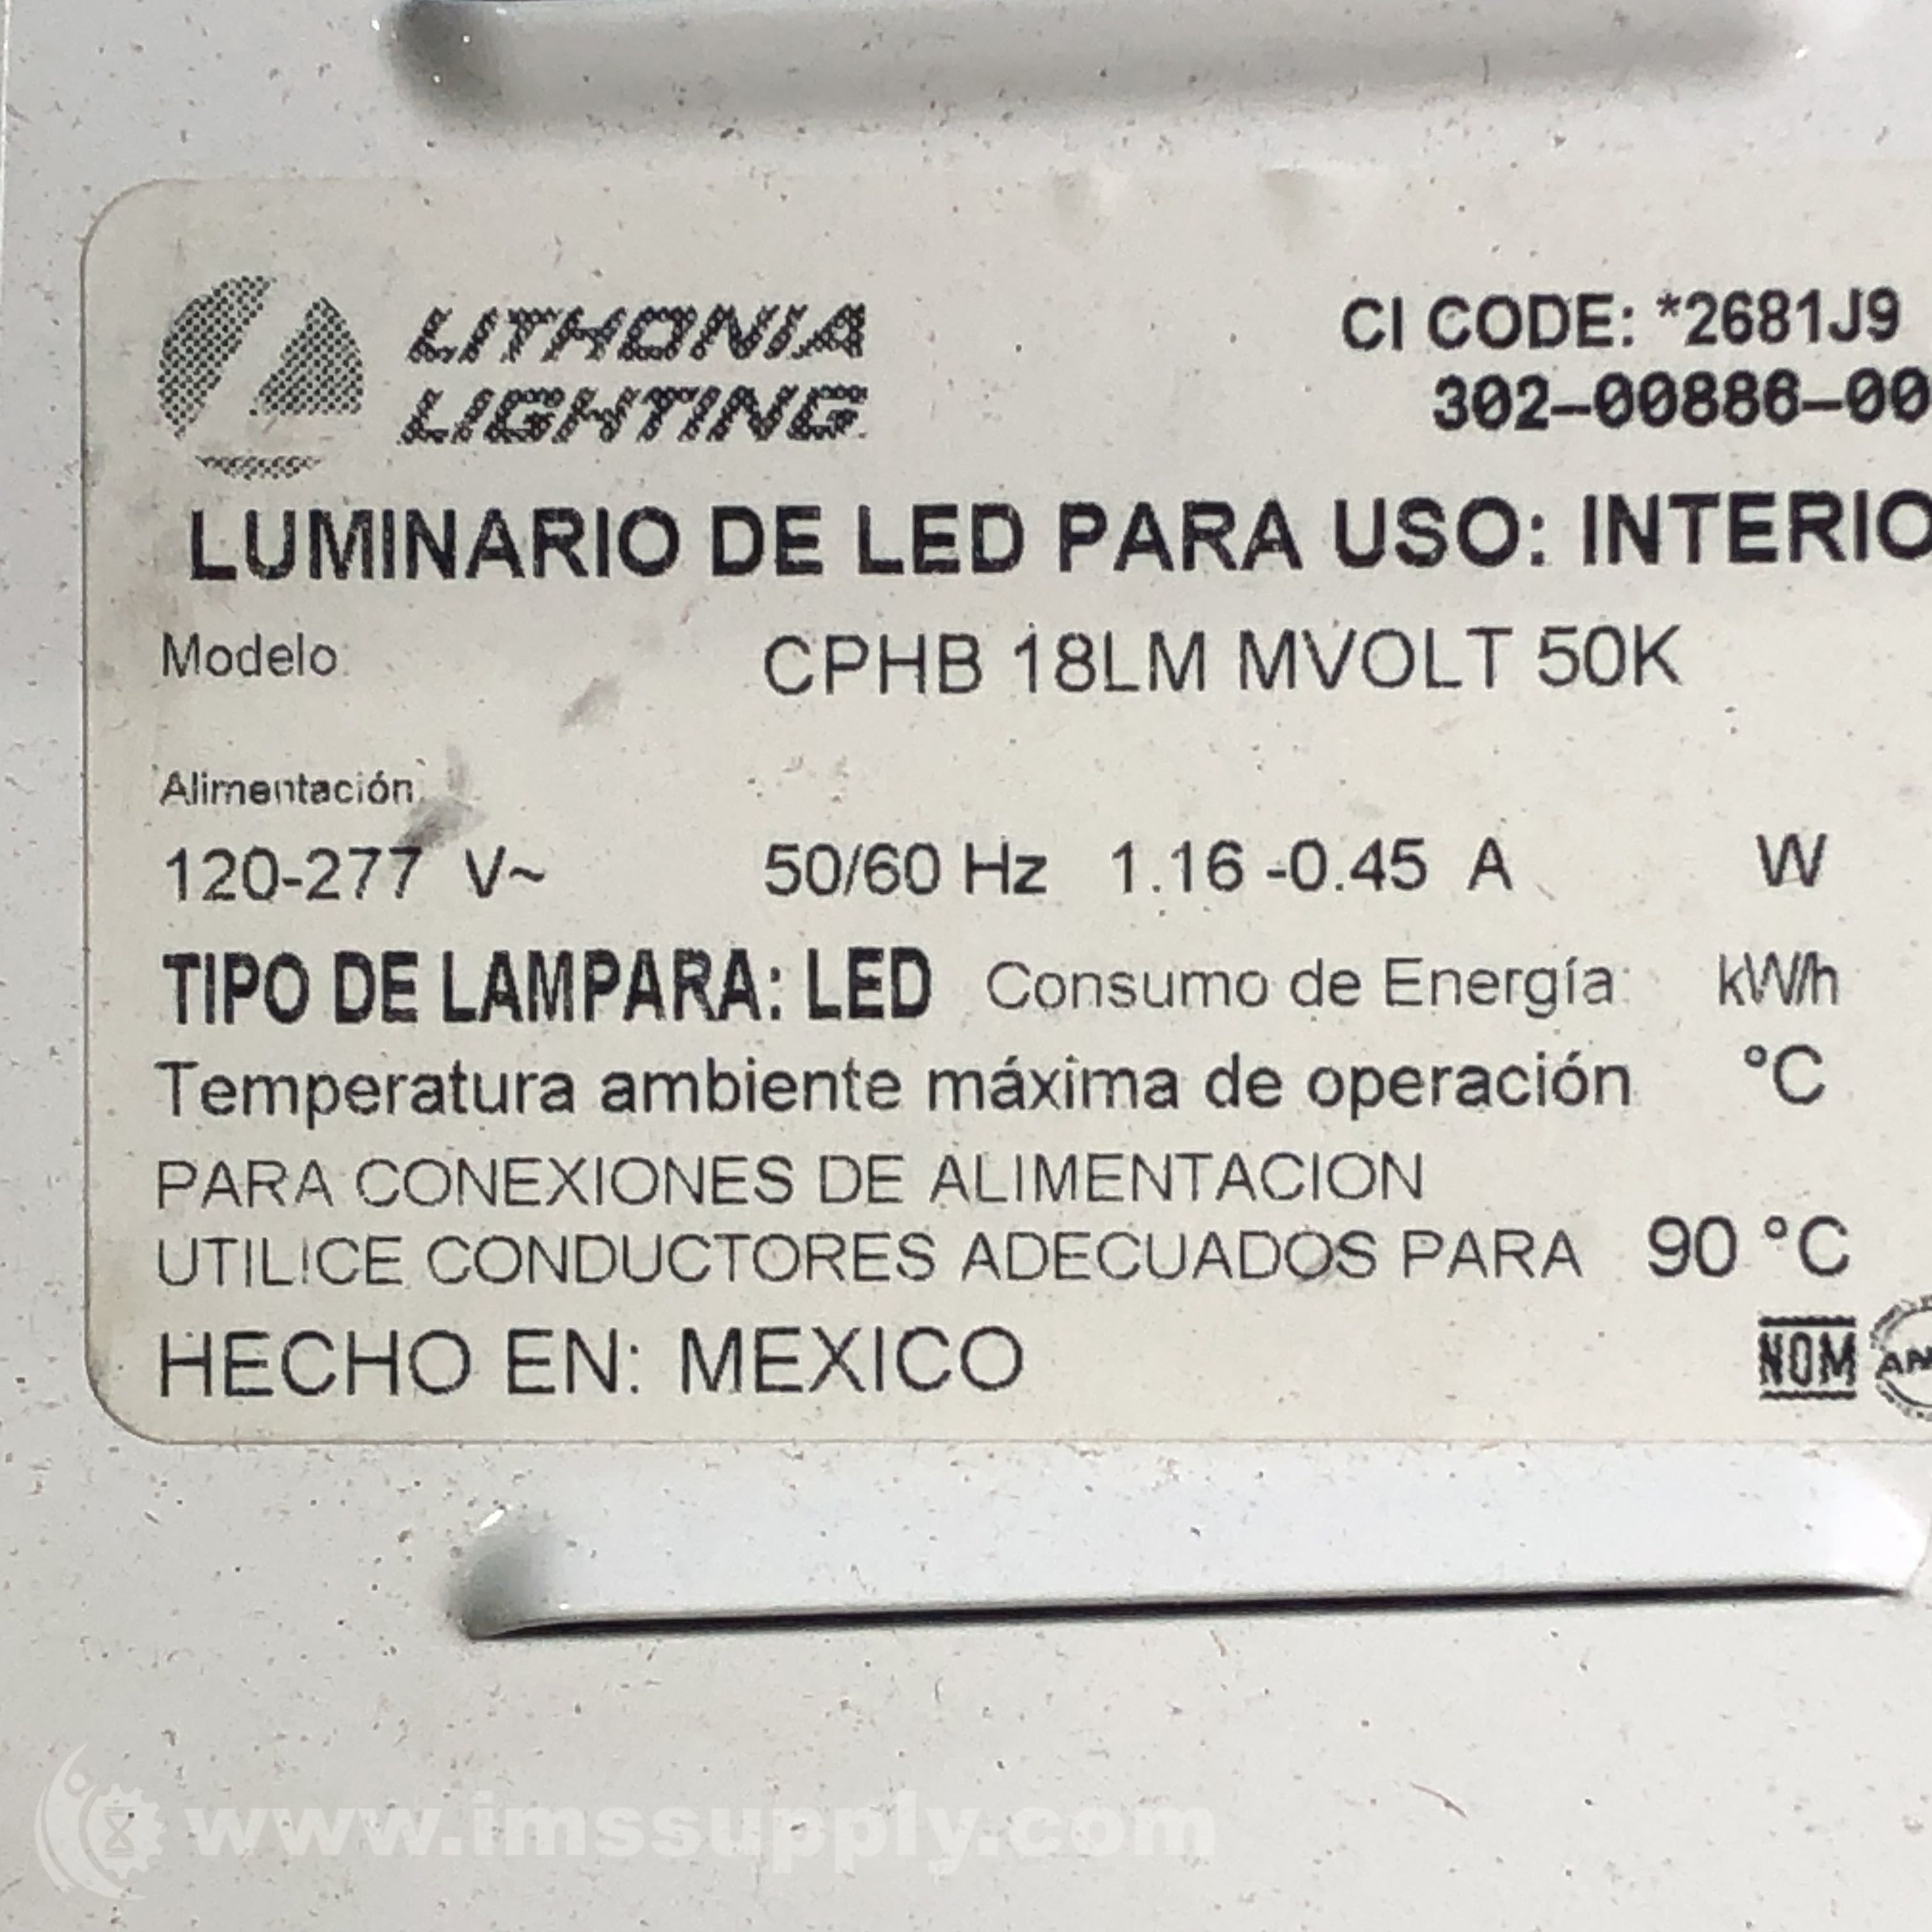 LITHONIA
LIGHTING
CI CODE: *2681J9
302-00886-00
LUMINARIO DE LED PARA USO: INTERIO
Modelo: CPHB 18LM MVOLT 50K
Alimentación:
120-277 V~ 50/60 Hz 1.16 -0.45 A W
TIPO DE LAMPARA: LED Consumo de Energía: kW/h
Temperatura ambiente máxima de operación °C
PARA CONEXIONES DE ALIMENTACION
UTILICE CONDUCTORES ADECUADOS PARA 90 °C
HECHO EN: MEXICO
NOM AN
www.imssupply.com